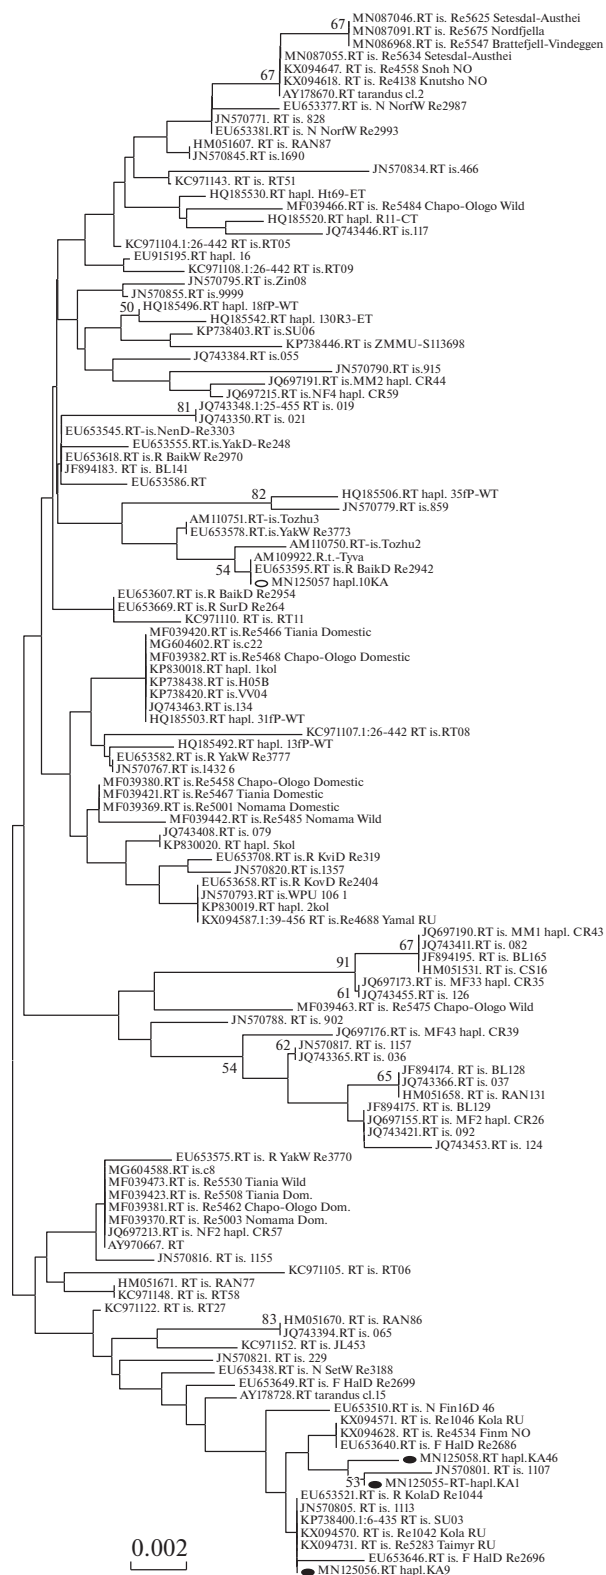 67
MN087046.RT is. Re5625 Setesdal-Austhei
MN087091.RT is. Re5675 Nordfjella
MN086968.RT is. Re5547 Brattefjell-Vindeggen
MN087055.RT is. Re5634 Setesdal-Austhei
67
KX094647. RT is. Re4558 Snoh NO
KX094618. RT is. Re4138 Knutsho NO
AY178670.RT tarandus cl.2
EU653377.RT is. N NorfW Re2987
JN570771. RT is. 828
EU653381.RT is. N NorfW Re2993
HM051607. RT is. RAN87
JN570845.RT is.1690
JN570834.RT is.466
KC971143. RT is. RT51
HQ185530.RT hapl. Ht69-ET
MF039466.RT is. Re5484 Chapo-Ologo Wild
HQ185520.RT hapl. R11-CT
JQ743446.RT is.117
KC971104.1:26-442 RT is.RT05
EU915195.RT hapl. 16
KC971108.1:26-442 RT is.RT09
JN570795.RT is.Zin08
JN570855.RT is.9999
50
HQ185496.RT hapl. 18fP-WT
HQ185542.RT hapl. 130R3-ET
KP738403.RT is.SU06
KP738446.RT is ZMMU-S113698
JQ743384.RT is.055
JN570790.RT is.915
JQ697191.RT is.MM2 hapl. CR44
JQ697215.RT is.NF4 hapl. CR59
81
JQ743348.1:25-455 RT is. 019
JQ743350.RT is. 021
EU653545.RT-is.NenD-Re3303
EU653555.RT.is.YakD-Re248
EU653618.RT is.R BaikW Re2970
JF894183. RT is. BL141
EU653586.RT
82
HQ185506.RT hapl. 35fP-WT
JN570779.RT is.859
AM110751.RT-is.Tozhu3
EU653578.RT is.YakW Re3773
AM110750.RT-is.Tozhu2
AM109922.R.t.-Tyva
54
EU653595.RT is.R BaikD Re2942
MN125057 hapl.10KA
EU653607.RT is.R BaikD Re2954
EU653669.RT is.R SurD Re264
KC971110. RT is. RT11
MF039420.RT is.Re5466 Tiania Domestic
MG604602.RT is.c22
MF039382.RT is.Re5468 Chapo-Ologo Domestic
KP830018.RT hapl. 1kol
KP738438.RT is.H05B
KP738420.RT is.VV04
JQ743463.RT is.134
HQ185503.RT hapl. 31fP-WT
KC971107.1:26-442 RT is.RT08
HQ185492.RT hapl. 13fP-WT
EU653582.RT is.R YakW Re3777
JN570767.RT is.1432 6
MF039380.RT is.Re5458 Chapo-Ologo Domestic
MF039421.RT is.Re5467 Tiania Domestic
MF039369.RT is.Re5001 Nomama Domestic
MF039442.RT is.Re5485 Nomama Wild
JQ743408.RT is. 079
KP830020. RT hapl. 5kol
EU653708.RT is.R KviD Re319
JN570820.RT is.1357
EU653658.RT is.R KovD Re2404
JN570793.RT is.WPU 106 1
KP830019.RT hapl. 2kol
KX094587.1:39-456 RT is.Re4688 Yamal RU
JQ697190.RT is. MM1 hapl. CR43
67
JQ743411.RT is. 082
JF894195. RT is. BL165
91
HM051531. RT is. CS16
JQ697173.RT is. MF33 hapl. CR35
61
JQ743455.RT is. 126
MF039463.RT is. Re5475 Chapo-Ologo Wild
JN570788. RT is. 902
JQ697176.RT is. MF43 hapl. CR39
62
JN570817. RT is. 1157
JQ743365.RT is. 036
54
JF894174. RT is. BL128
65
JQ743366.RT is. 037
HM051658. RT is. RAN131
JF894175. RT is. BL129
JQ697155.RT is. MF2 hapl. CR26
JQ743421.RT is. 092
JQ743453.RT is. 124
EU653575.RT is. R YakW Re3770
MG604588.RT is.c8
MF039473.RT is. Re5530 Tiania Wild
MF039423.RT is. Re5508 Tiania Dom.
MF039381.RT is. Re5462 Chapo-Ologo Dom.
MF039370.RT is. Re5003 Nomama Dom.
JQ697213.RT is. NF2 hapl. CR57
AY970667. RT
JN570816. RT is. 1155
KC971105. RT is. RT06
HM051671. RT is. RAN77
KC971148. RT is. RT58
KC971122. RT is. RT27
83
HM051670. RT is. RAN86
JQ743394.RT is. 065
KC971152. RT is. JL453
JN570821. RT is. 229
EU653438.RT is. N SetW Re3188
EU653649.RT is. F HalD Re2699
AY178728.RT tarandus cl.15
EU653510.RT is. N Fin16D 46
KX094571. RT is. Re1046 Kola RU
KX094628. RT is. Re4534 Finm NO
EU653640.RT is. F HalD Re2686
MN125058.RT hapl.KA46
JN570801. RT is. 1107
53
MN125055-RT-hapl.KA1
EU653521.RT is. R KolaD Re1044
JN570805. RT is. 1113
KP738400.1:6-435 RT is. SU03
KX094570. RT is. Re1042 Kola RU
KX094731. RT is. Re5283 Taimyr RU
EU653646.RT is. F HalD Re2696
MN125056.RT hapl.KA9
0.002